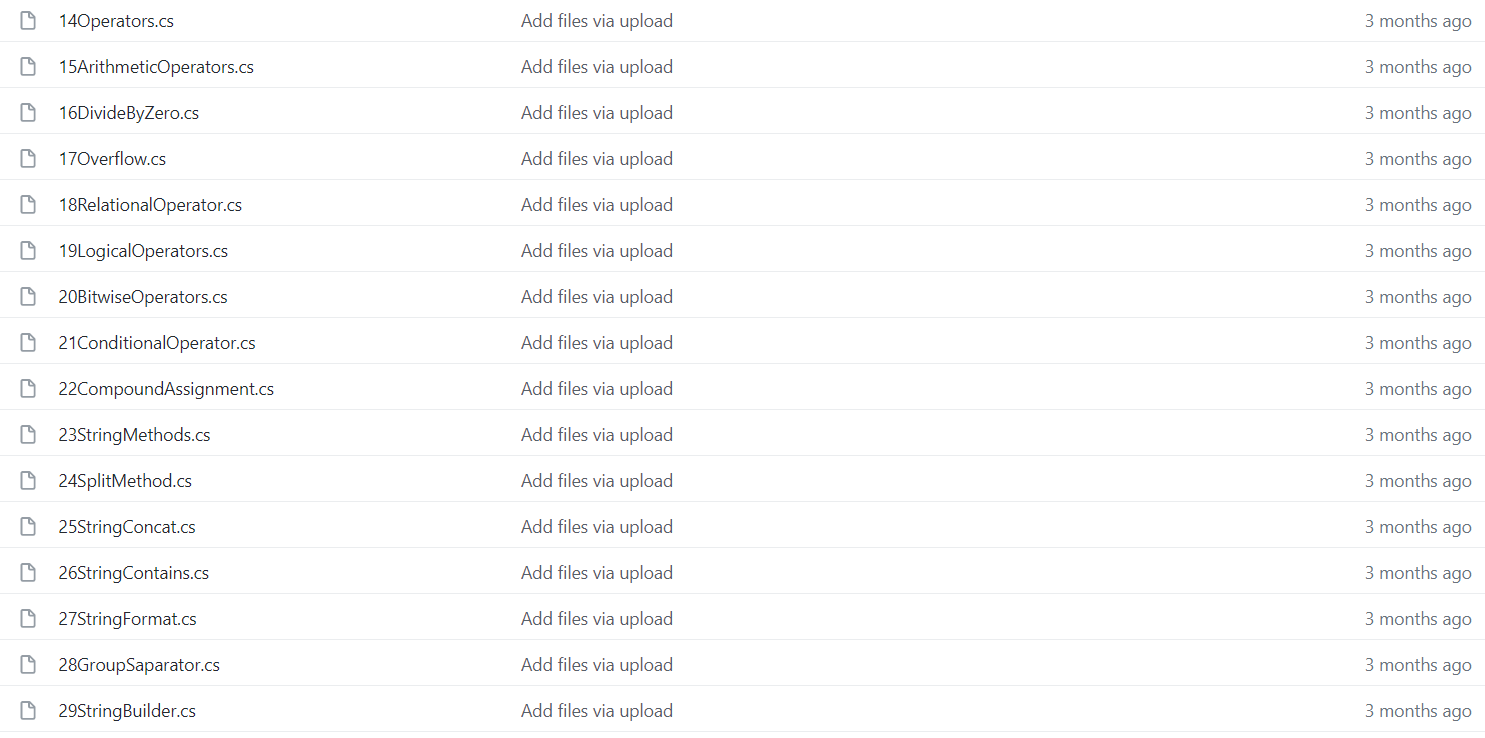 14Operators.cs Add files via upload 3 months ago
15ArithmeticOperators.cs Add files via upload 3 months ago
16DivideByZero.cs Add files via upload 3 months ago
17Overflow.cs Add files via upload 3 months ago
18RelationalOperator.cs Add files via upload 3 months ago
19LogicalOperators.cs Add files via upload 3 months ago
20BitwiseOperators.cs Add files via upload 3 months ago
21ConditionalOperator.cs Add files via upload 3 months ago
22CompoundAssignment.cs Add files via upload 3 months ago
23StringMethods.cs Add files via upload 3 months ago
24SplitMethod.cs Add files via upload 3 months ago
25StringConcat.cs Add files via upload 3 months ago
26StringContains.cs Add files via upload 3 months ago
27StringFormat.cs Add files via upload 3 months ago
28GroupSaparator.cs Add files via upload 3 months ago
29StringBuilder.cs Add files via upload 3 months ago